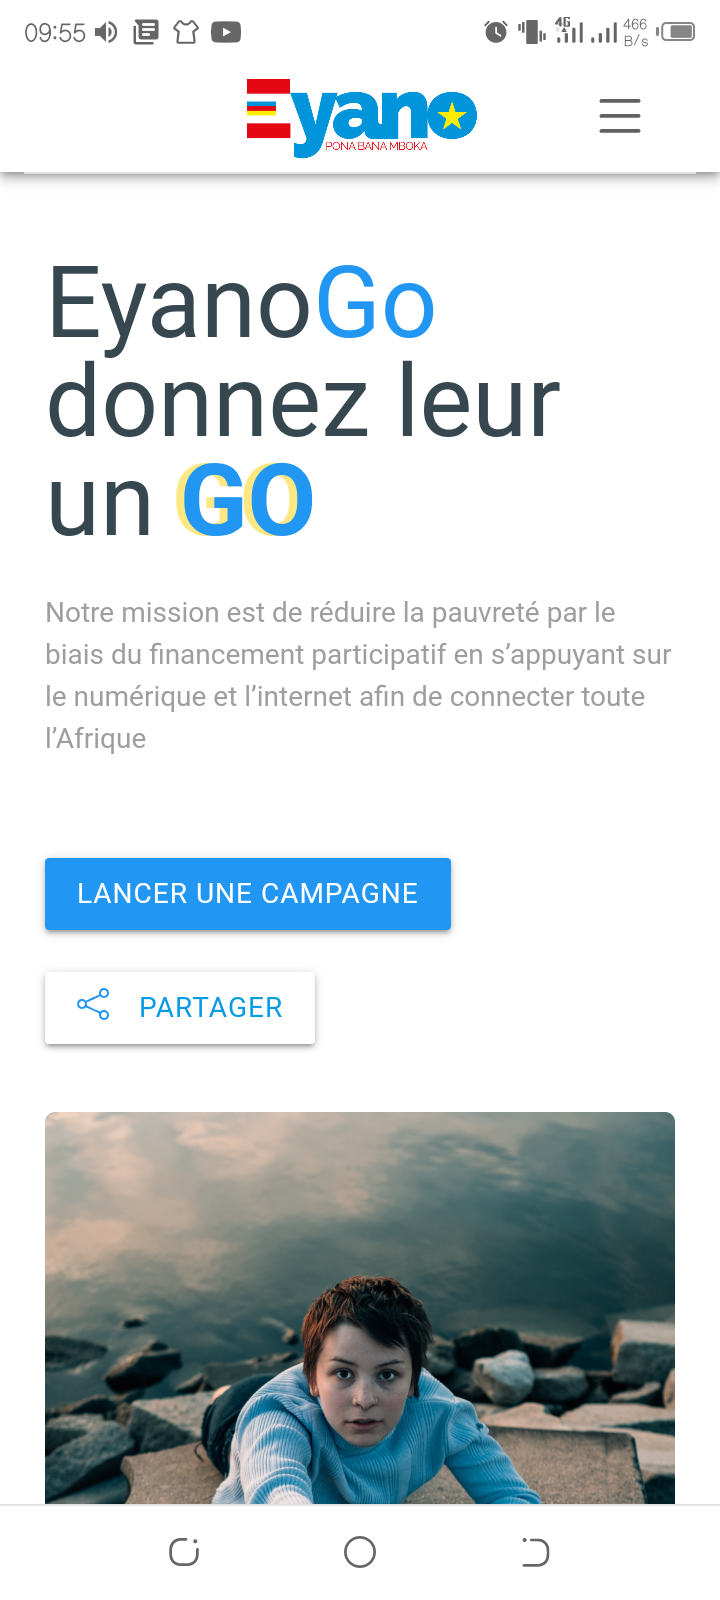 09:55
4G
466
B/s
Eyano
PONA BANA MBOKA
EyanoGo
donnez leur
un GO
Notre mission est de réduire la pauvreté par le
biais du financement participatif en s’appuyant sur
le numérique et l’internet afin de connecter toute
l’Afrique
LANCER UNE CAMPAGNE
PARTAGER